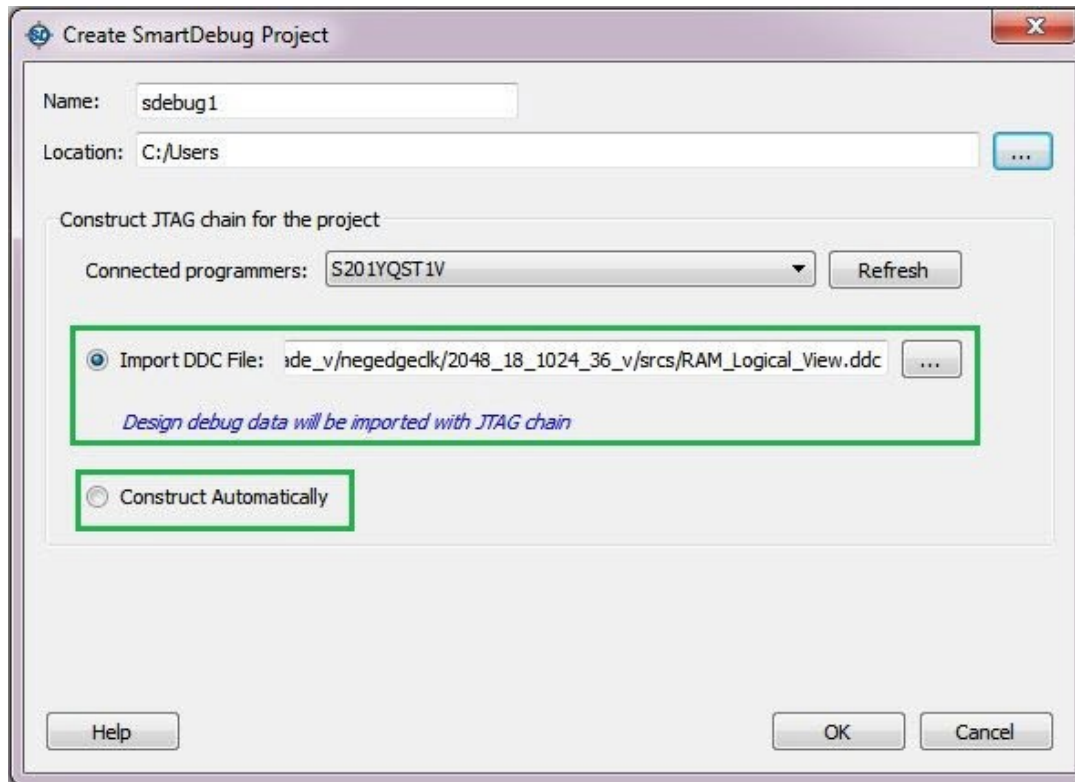 SD Create SmartDebug Project
Name: sdebug1
Location: C:/Users ...
Construct JTAG chain for the project
Connected programmers: S201YQST1V Refresh
Import DDC File: ade_v/negedgeclk/2048_18_1024_36_v/srcs/RAM_Logical_View.ddc ...
Design debug data will be imported with JTAG chain
Construct Automatically
Help OK Cancel